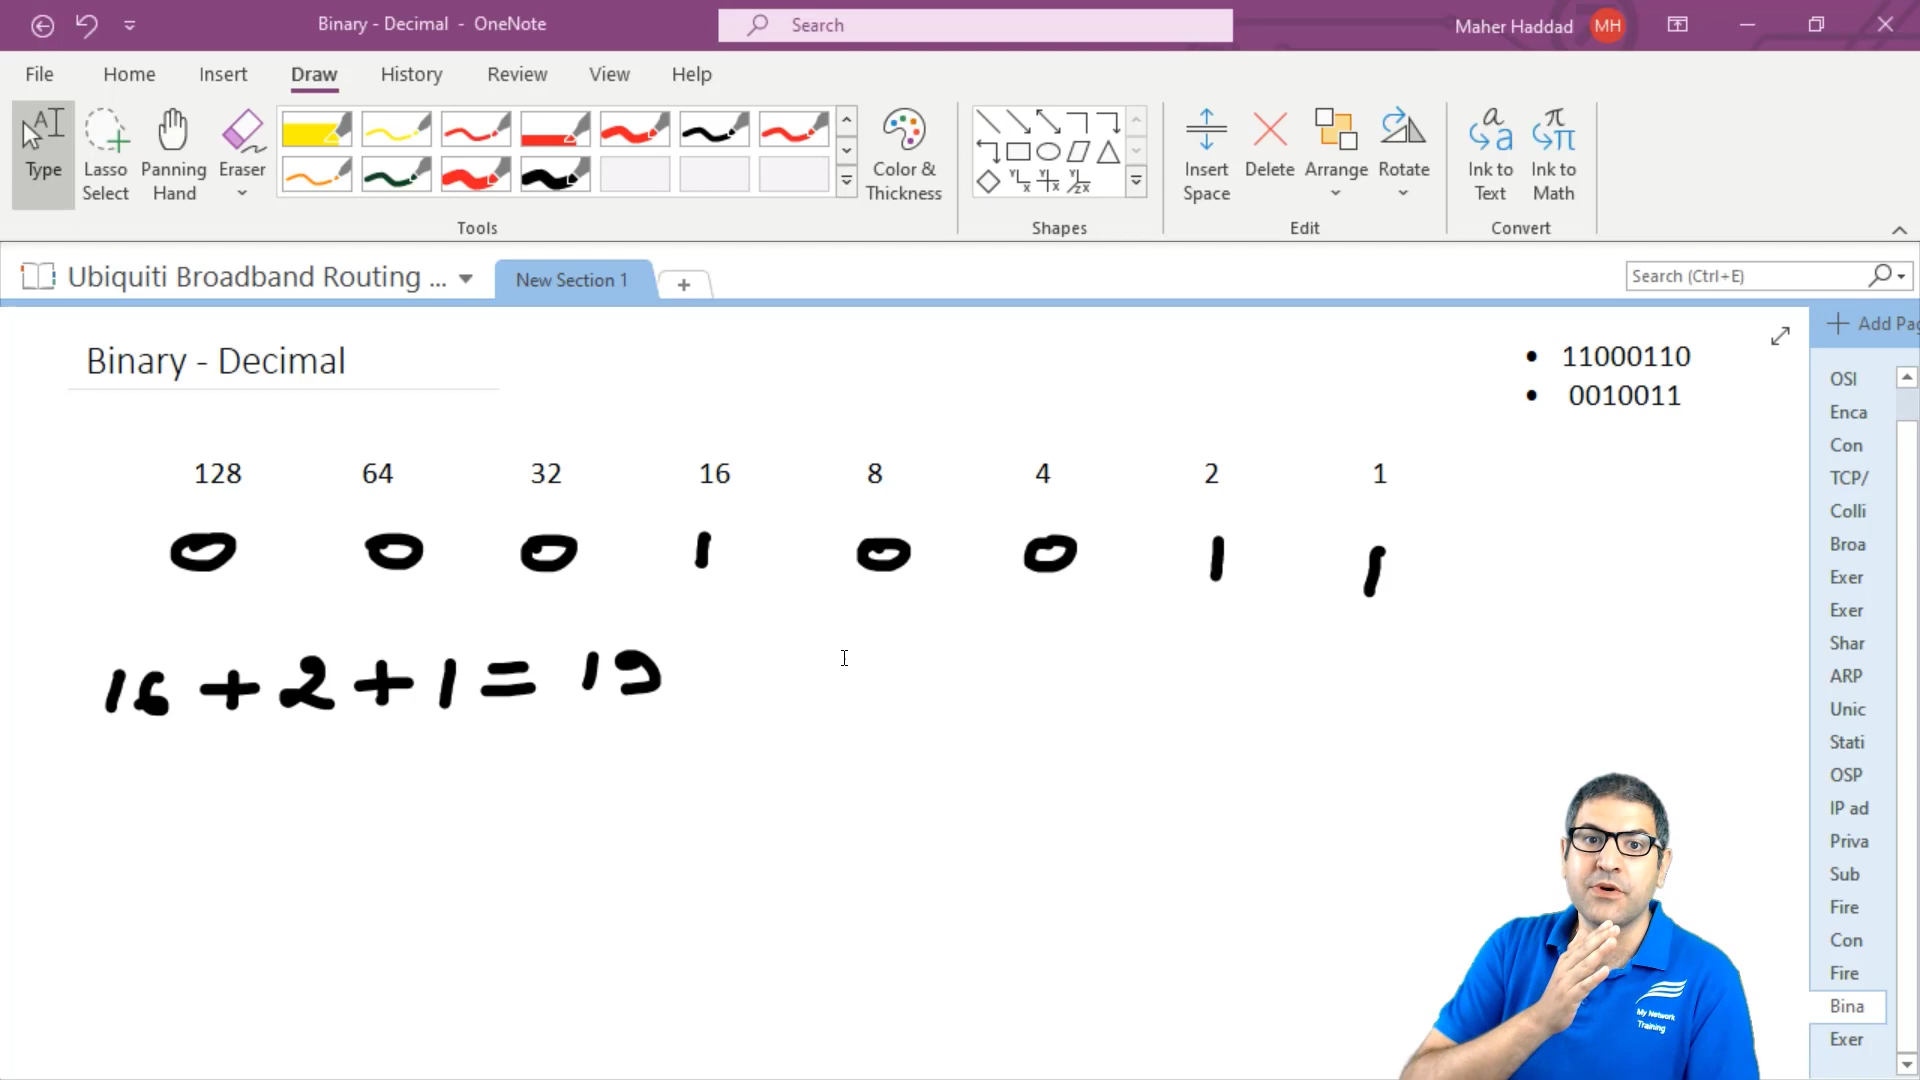 Binary - Decimal - OneNote
Search
Maher Haddad MH
File Home Insert Draw History Review View Help
Type
Lasso Select
Panning Hand
Eraser
Color & Thickness
Insert Space
Delete
Arrange
Rotate
Ink to Text
Ink to Math
Tools
Shapes
Edit
Convert
Ubiquiti Broadband Routing ...
New Section 1
Search (Ctrl+E)
Binary - Decimal
• 11000110
• 0010011
128 64 32 16 8 4 2 1
0 0 0 1 0 0 1 1
16 + 2 + 1 = 19
Add Pag
OSI
Enca
Con
TCP/
Colli
Broa
Exer
Exer
Shar
ARP
Unic
Stati
OSP
IP ad
Priva
Sub
Fire
Con
Fire
Bina
Exer
My Network
Training